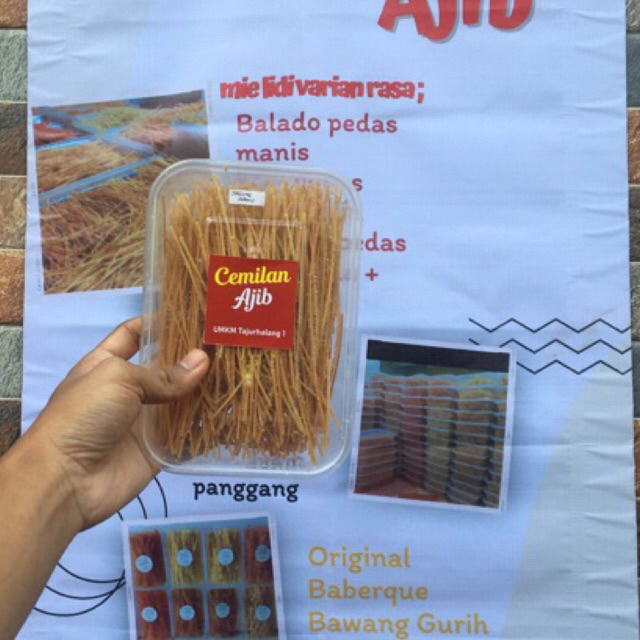 Ajib
mie lidi varian rasa ;
Balado pedas
manis
s
pedas
+
Cemilan
Ajib
UMKM Tajurhalang 1
panggang
Original
Baberque
Bawang Gurih